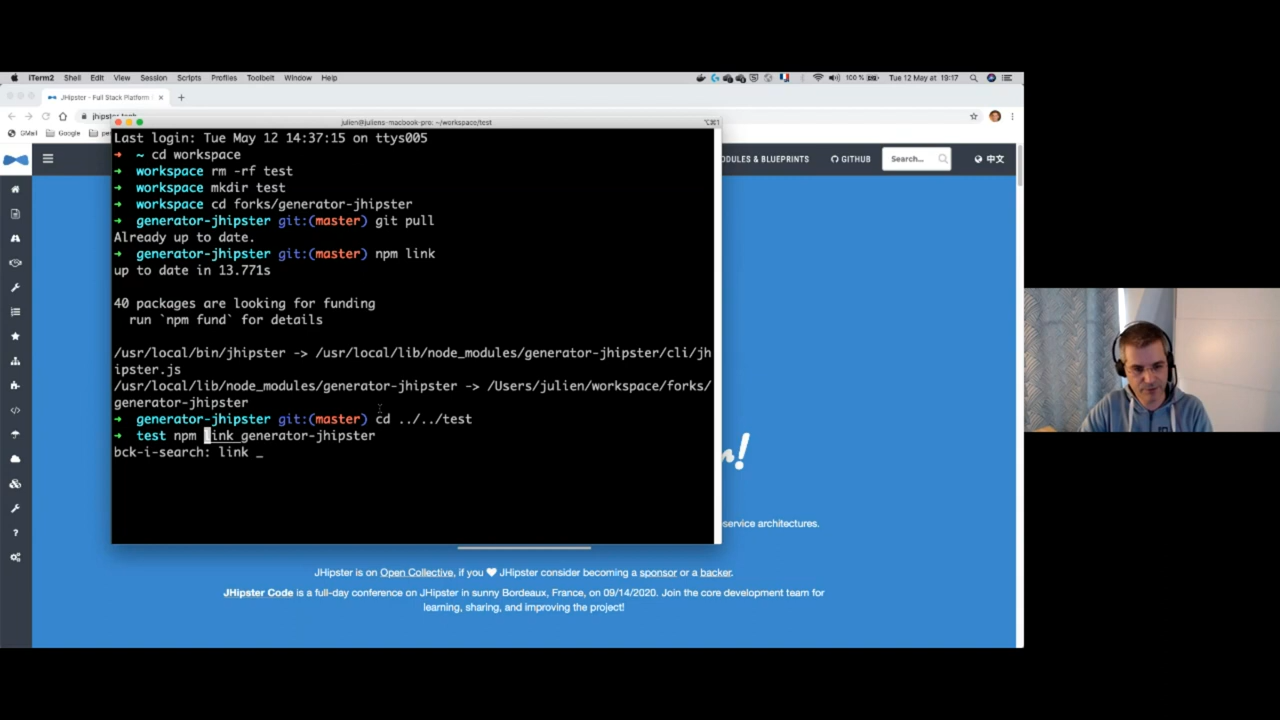 iTerm2 Shell Edit View Session Scripts Profiles Toolbelt Window Help 100 % Tue 12 May at 19:17
JHipster - Full Stack Platform
GMail Google
julien@juliens-macbook-pro: ~/workspace/test
Last login: Tue May 12 14:37:15 on ttys005
➜ ~ cd workspace
➜ workspace rm -rf test
➜ workspace mkdir test
➜ workspace cd forks/generator-jhipster
➜ generator-jhipster git:(master) git pull
Already up to date.
➜ generator-jhipster git:(master) npm link
up to date in 13.771s
40 packages are looking for funding
run `npm fund` for details
/usr/local/bin/jhipster -> /usr/local/lib/node_modules/generator-jhipster/cli/jh
ipster.js
/usr/local/lib/node_modules/generator-jhipster -> /Users/julien/workspace/forks/
generator-jhipster
➜ generator-jhipster git:(master) cd ../../test
➜ test npm link generator-jhipster
bck-i-search: link _
ODULES & BLUEPRINTS GITHUB Search... 中文
!
service architectures.
JHipster is on Open Collective, if you ❤ JHipster consider becoming a sponsor or a backer.
JHipster Code is a full-day conference on JHipster in sunny Bordeaux, France, on 09/14/2020. Join the core development team for
learning, sharing, and improving the project!